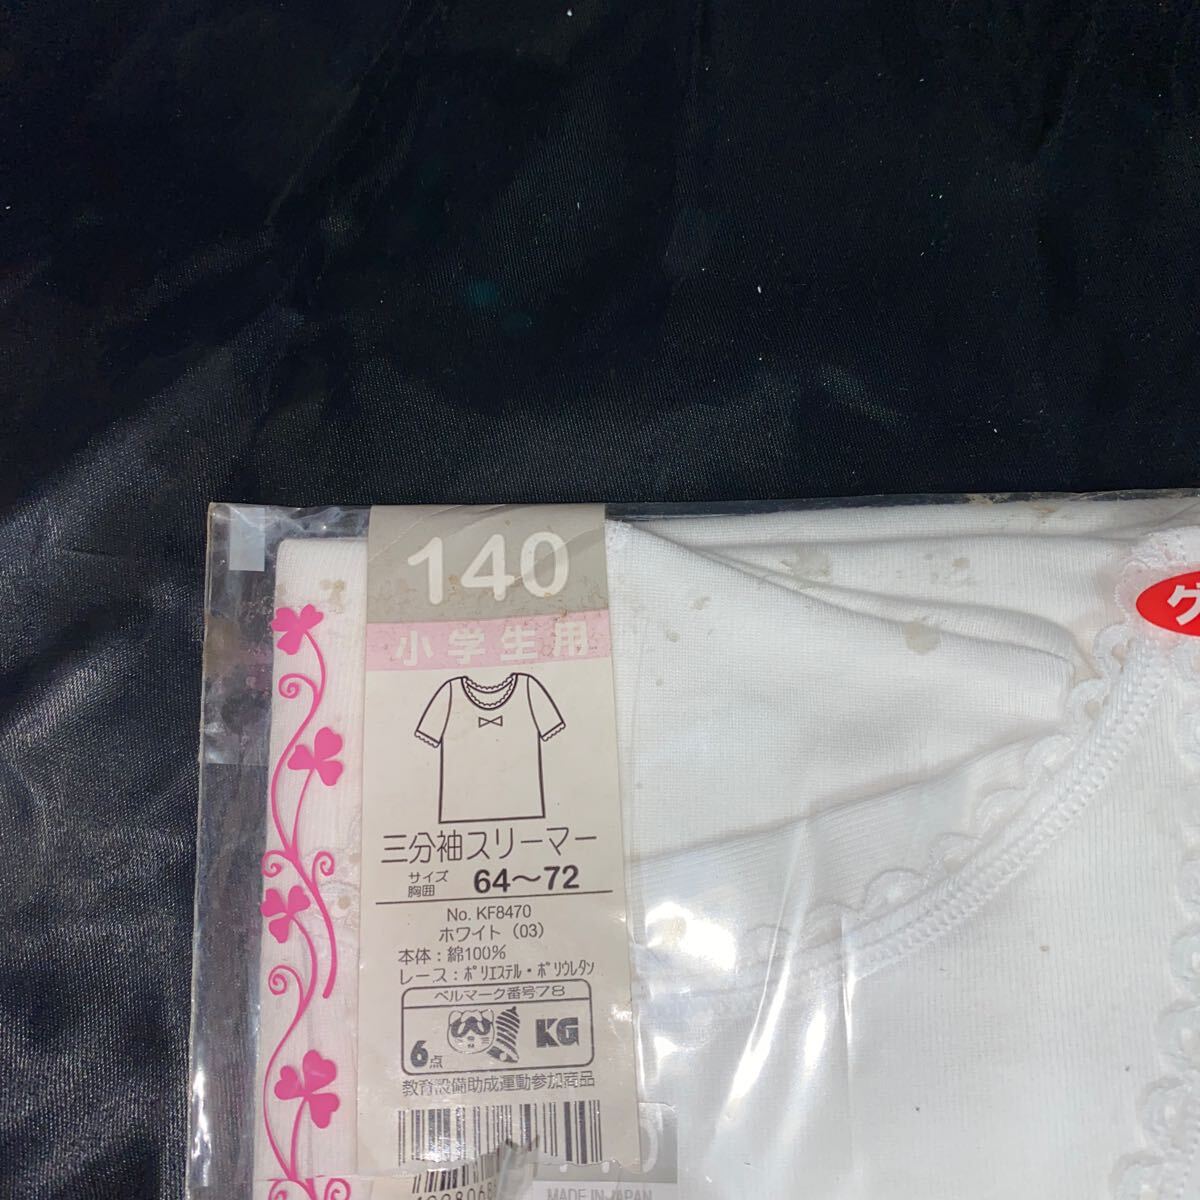 140
小学生用
三分袖スリーマー
サイズ
胸囲 64〜72
No. KF8470
ホワイト (03)
本体：綿100%
レース：ポリエステル・ポリウレタン
ベルマーク番号78
6点 KG
教育設備助成運動参加商品
MADE IN JAPAN
グ